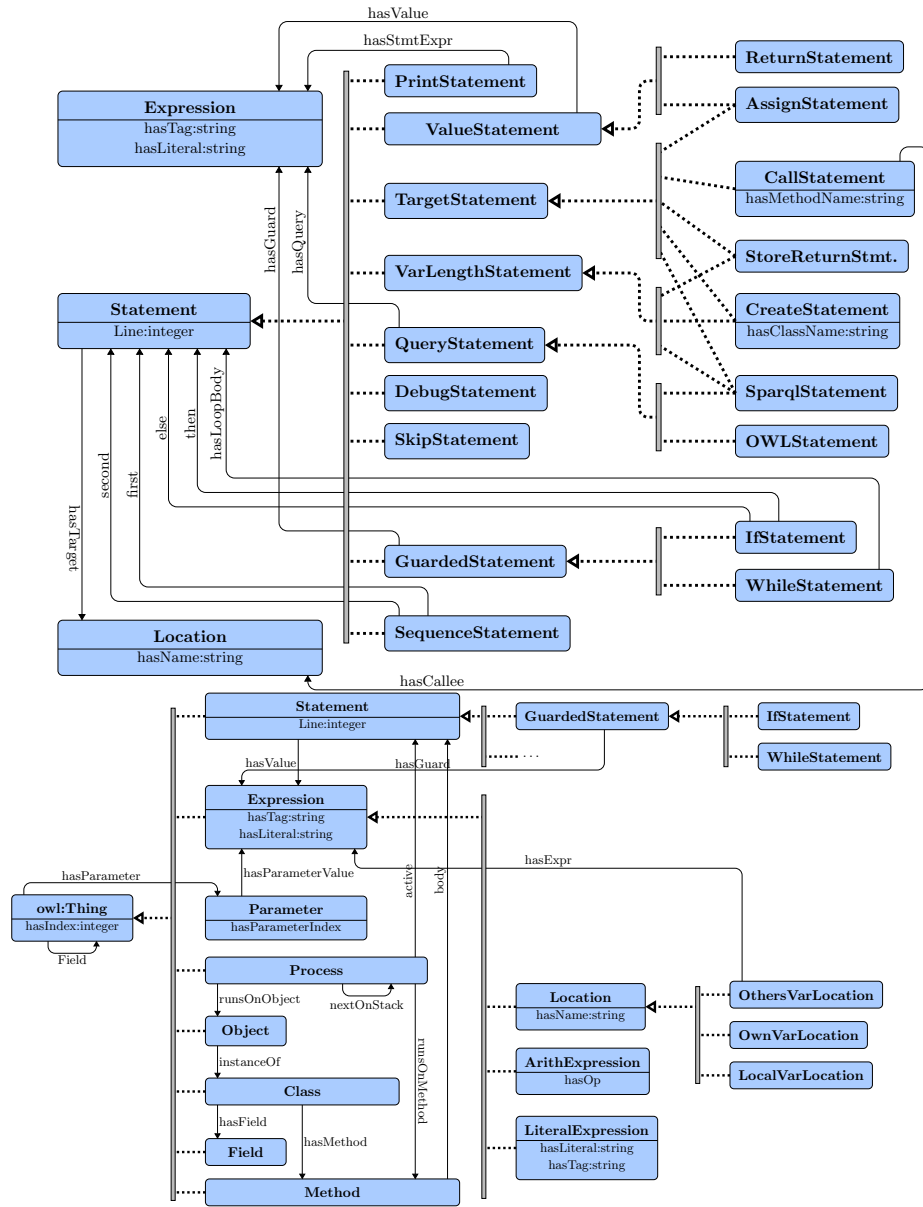 hasValue
hasStmtExpr
Expression
hasTag:string
hasLiteral:string
PrintStatement
ValueStatement
ReturnStatement
AssignStatement
CallStatement
hasMethodName:string
TargetStatement
hasGuard
hasQuery
StoreReturnStmt.
VarLengthStatement
Statement
Line:integer
CreateStatement
hasClassName:string
QueryStatement
DebugStatement
SparqlStatement
SkipStatement
OWLStatement
hasTarget
second
first
else
then
hasLoopBody
IfStatement
GuardedStatement
WhileStatement
Location
hasName:string
SequenceStatement
hasCallee
Statement
Line:integer
GuardedStatement
IfStatement
...
WhileStatement
hasValue
hasGuard
Expression
hasTag:string
hasLiteral:string
hasExpr
hasParameter
hasParameterValue
active
body
owl:Thing
hasIndex:integer
Field
Parameter
hasParameterIndex
Process
runsOnObject
nextOnStack
Location
hasName:string
OthersVarLocation
Object
OwnVarLocation
instanceOf
runsOnMethod
ArithExpression
hasOp
LocalVarLocation
Class
hasField
hasMethod
LiteralExpression
hasLiteral:string
hasTag:string
Field
Method